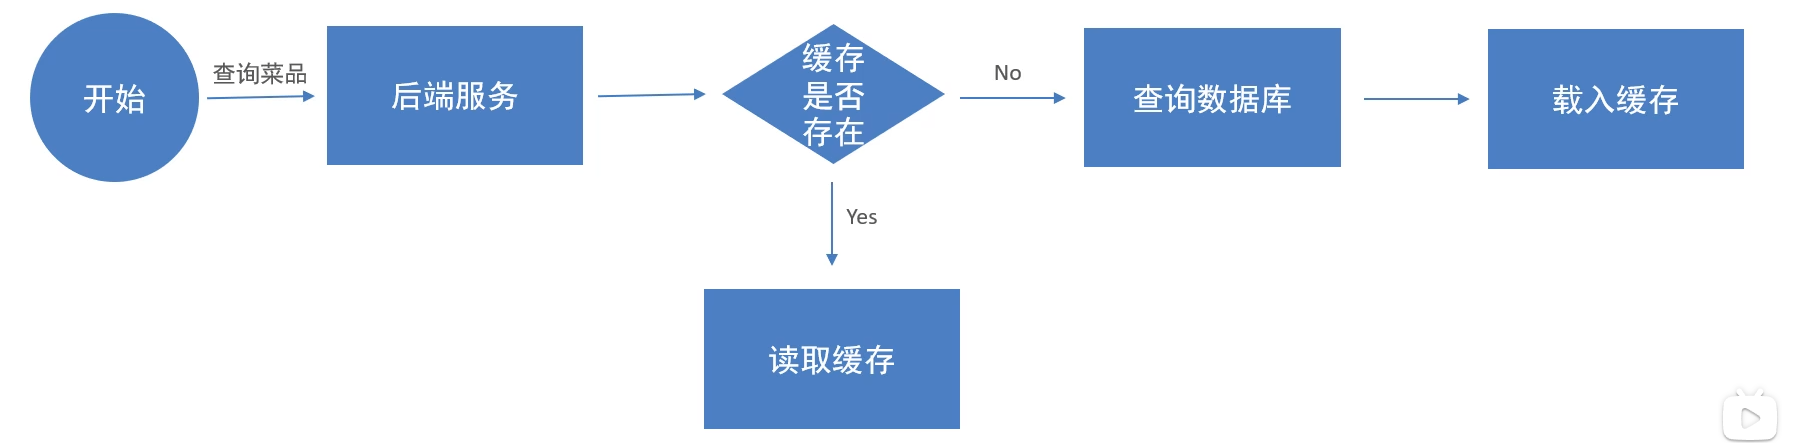 开始
查询菜品
后端服务
缓存
是否
存在
No
查询数据库
载入缓存
Yes
读取缓存